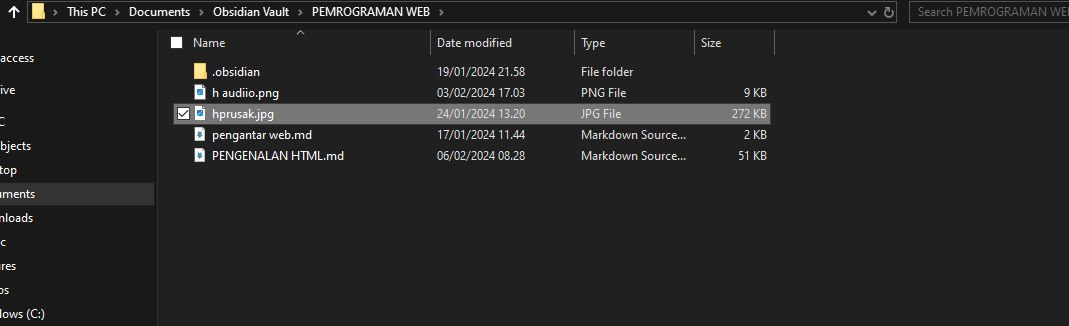 This PC > Documents > Obsidian Vault > PEMROGRAMAN WEB Search PEMROGRAMAN WEB
Name Date modified Type Size
.obsidian 19/01/2024 21.58 File folder
h audiio.png 03/02/2024 17.03 PNG File 9 KB
hprusak.jpg 24/01/2024 13.20 JPG File 272 KB
pengantar web.md 17/01/2024 11.44 Markdown Source... 2 KB
PENGENALAN HTML.md 06/02/2024 08.28 Markdown Source... 51 KB
access
ive
C
bjects
top
uments
nloads
c
ures
os
dows (C:)